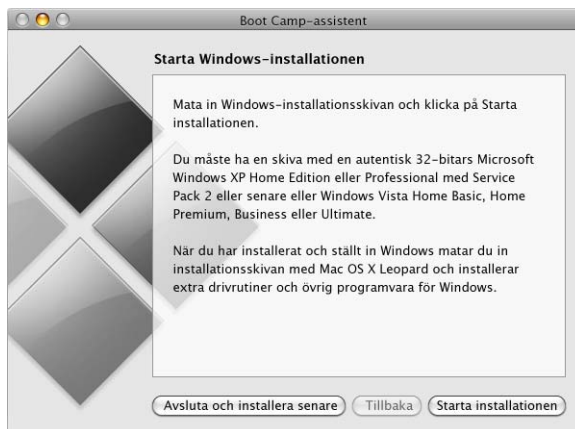 Boot Camp–assistent
Starta Windows–installationen
Mata in Windows–installationsskivan och klicka på Starta
installationen.
Du måste ha en skiva med en autentisk 32–bitars Microsoft
Windows XP Home Edition eller Professional med Service
Pack 2 eller senare eller Windows Vista Home Basic, Home
Premium, Business eller Ultimate.
När du har installerat och ställt in Windows matar du in
installationsskivan med Mac OS X Leopard och installerar
extra drivrutiner och övrig programvara för Windows.
Avsluta och installera senare Tillbaka Starta installationen